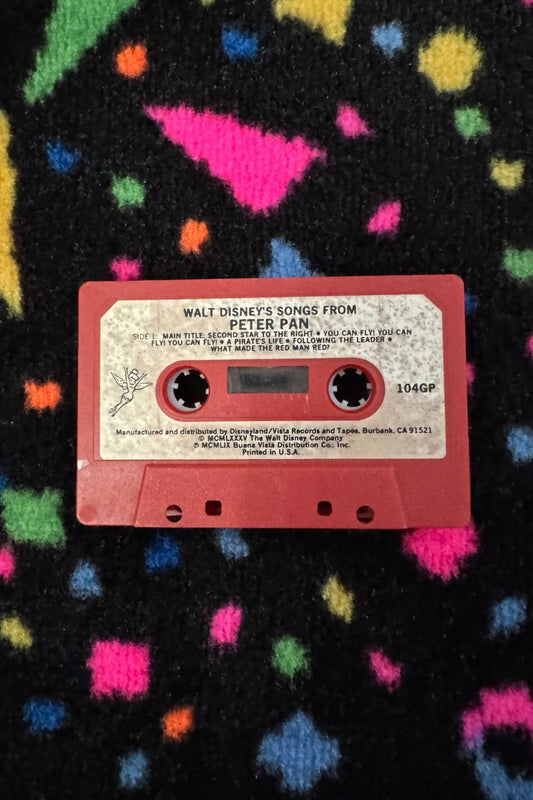 WALT DISNEY'S SONGS FROM
PETER PAN
SIDE 1: MAIN TITLE: SECOND STAR TO THE RIGHT • YOU CAN FLY! YOU CAN
FLY! YOU CAN FLY! • A PIRATE'S LIFE • FOLLOWING THE LEADER •
WHAT MADE THE RED MAN RED?
104GP
Manufactured and distributed by Disneyland/Vista Records and Tapes, Burbank, CA 91521
© MCMLXXXV The Walt Disney Company
℗ MCMLIX Buena Vista Distribution Co., Inc.
Printed in U.S.A.